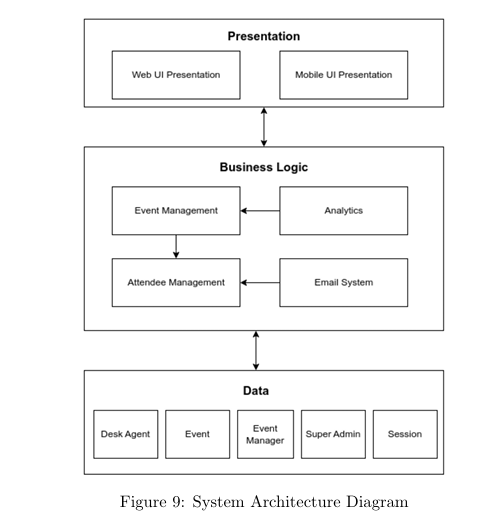 Presentation
Web UI Presentation
Mobile UI Presentation
Business Logic
Event Management
Analytics
Attendee Management
Email System
Data
Desk Agent
Event
Event
Manager
Super Admin
Session
Figure 9: System Architecture Diagram